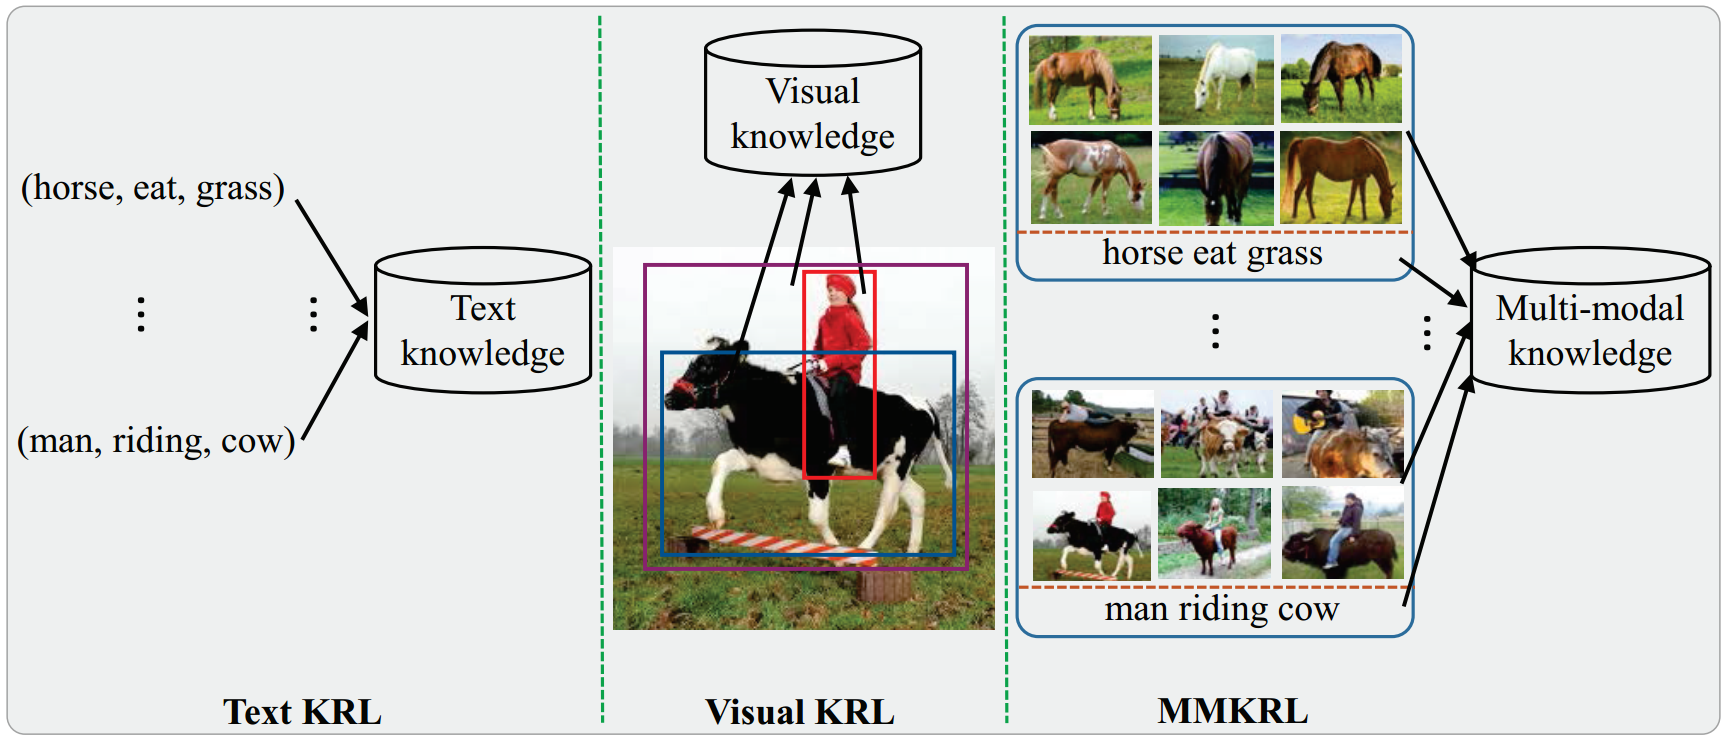 (horse, eat, grass)
(man, riding, cow)
Text
knowledge
Text KRL
Visual
knowledge
Visual KRL
horse eat grass
man riding cow
Multi-modal
knowledge
MMKRL